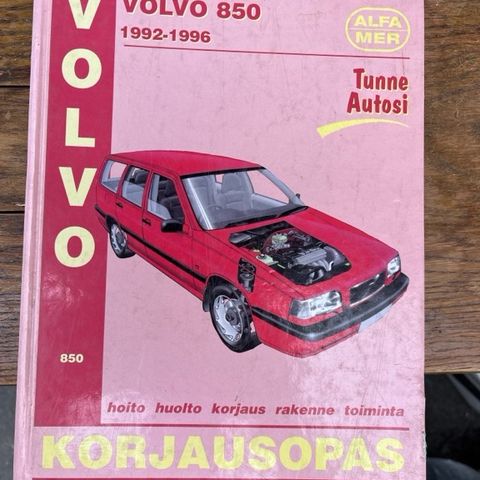 VOLVO
VOLVO 850
1992-1996
ALFA
MER
Tunne
Autosi
850
hoito huolto korjaus rakenne toiminta
KORJAUSOPAS